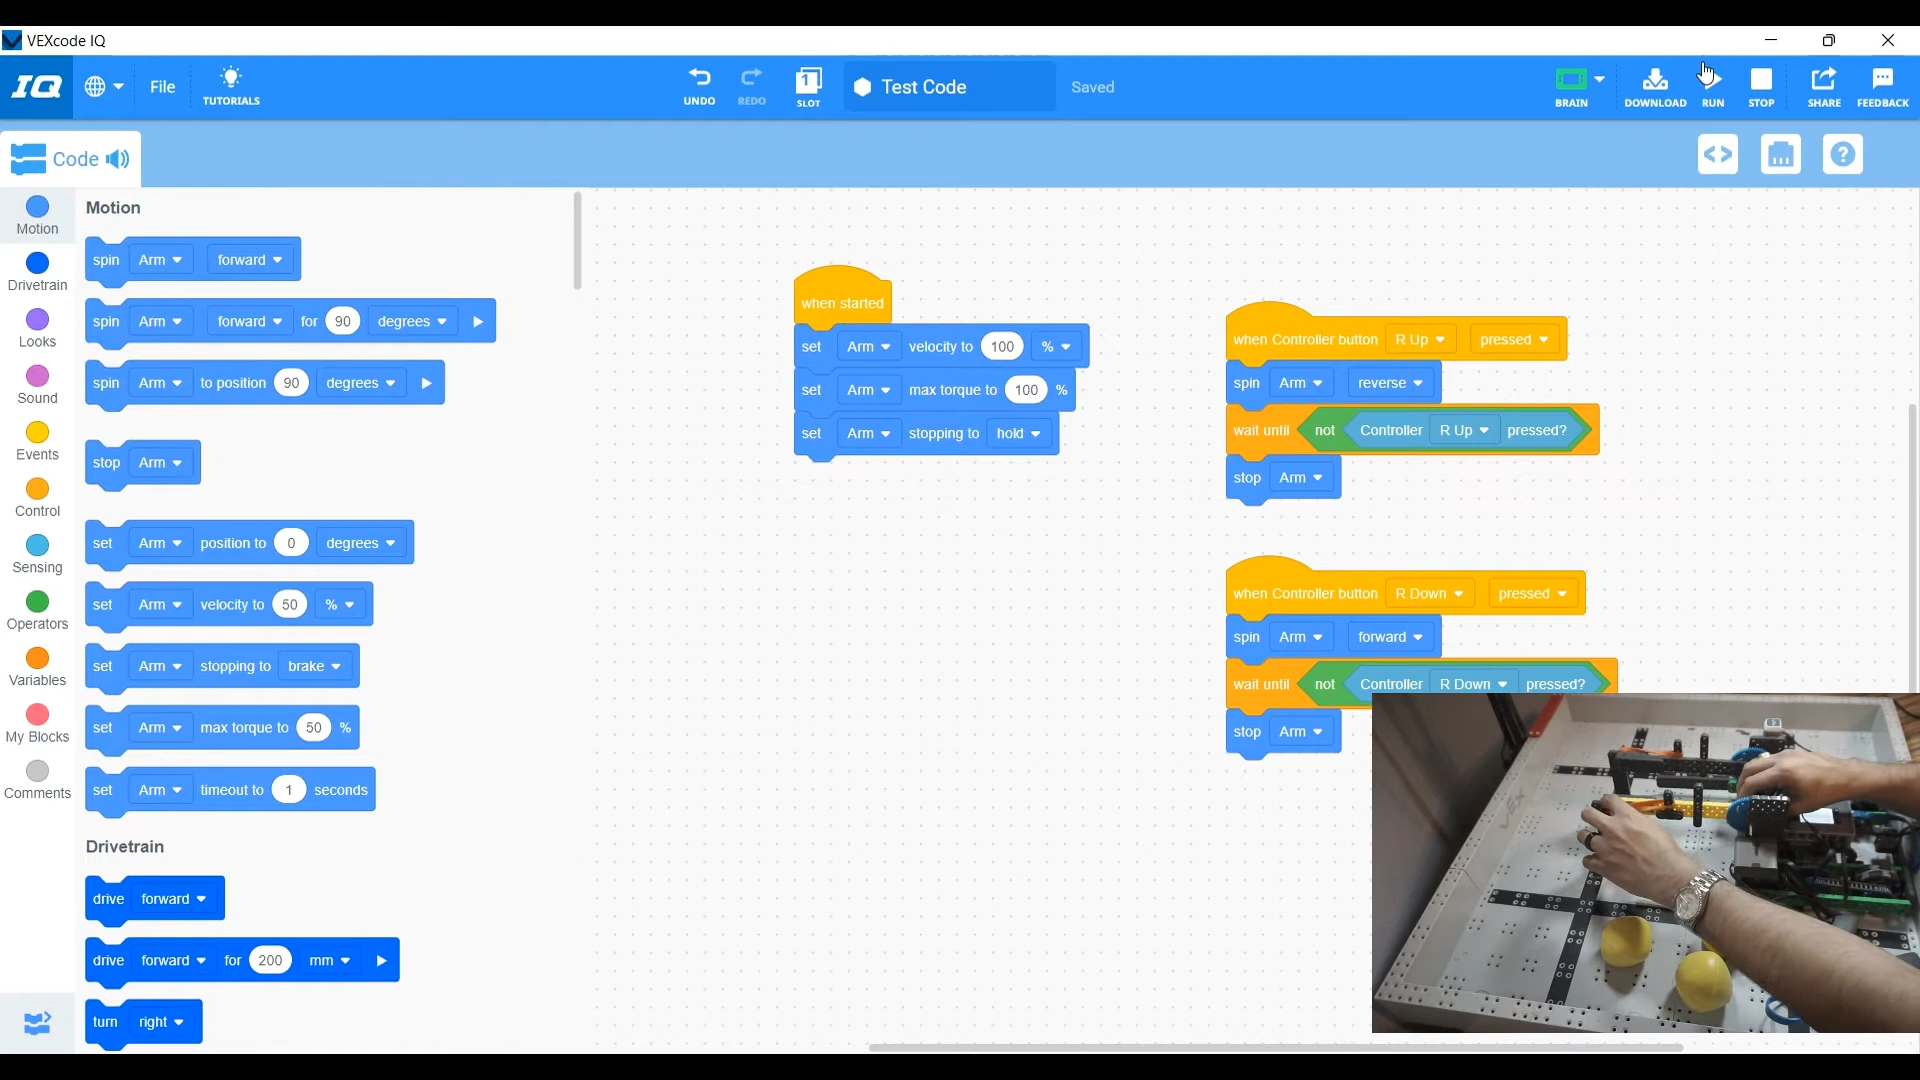 VEXcode IQ
IQ
File
TUTORIALS
UNDO
REDO
1
SLOT
Test Code
Saved
BRAIN
DOWNLOAD
RUN
STOP
SHARE
FEEDBACK
Code
Motion
Drivetrain
Looks
Sound
Events
Control
Sensing
Operators
Variables
My Blocks
Comments
Motion
spin Arm forward
spin Arm forward for 90 degrees
spin Arm to position 90 degrees
stop Arm
set Arm position to 0 degrees
set Arm velocity to 50 %
set Arm stopping to brake
set Arm max torque to 50 %
set Arm timeout to 1 seconds
Drivetrain
drive forward
drive forward for 200 mm
turn right
when started
set Arm velocity to 100 %
set Arm max torque to 100 %
set Arm stopping to hold
when Controller button R Up pressed
spin Arm reverse
wait until not Controller R Up pressed?
stop Arm
when Controller button R Down pressed
spin Arm forward
wait until not Controller R Down pressed?
stop Arm
VEX